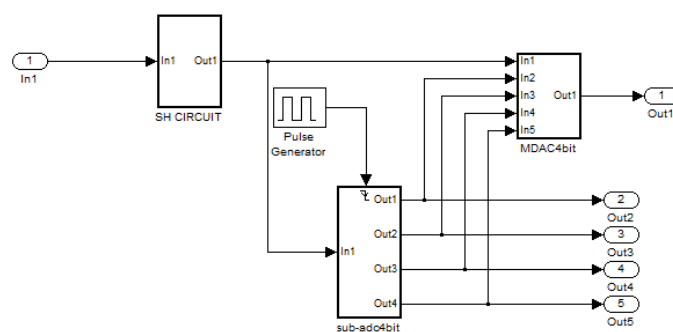 1
In1
In1
Out1
SH CIRCUIT
Pulse
Generator
In1
In2
In3
In4
In5
Out1
MDAC4bit
1
Out1
In1
Out1
Out2
Out3
Out4
sub-adc4bit
2
Out2
3
Out3
4
Out4
5
Out5